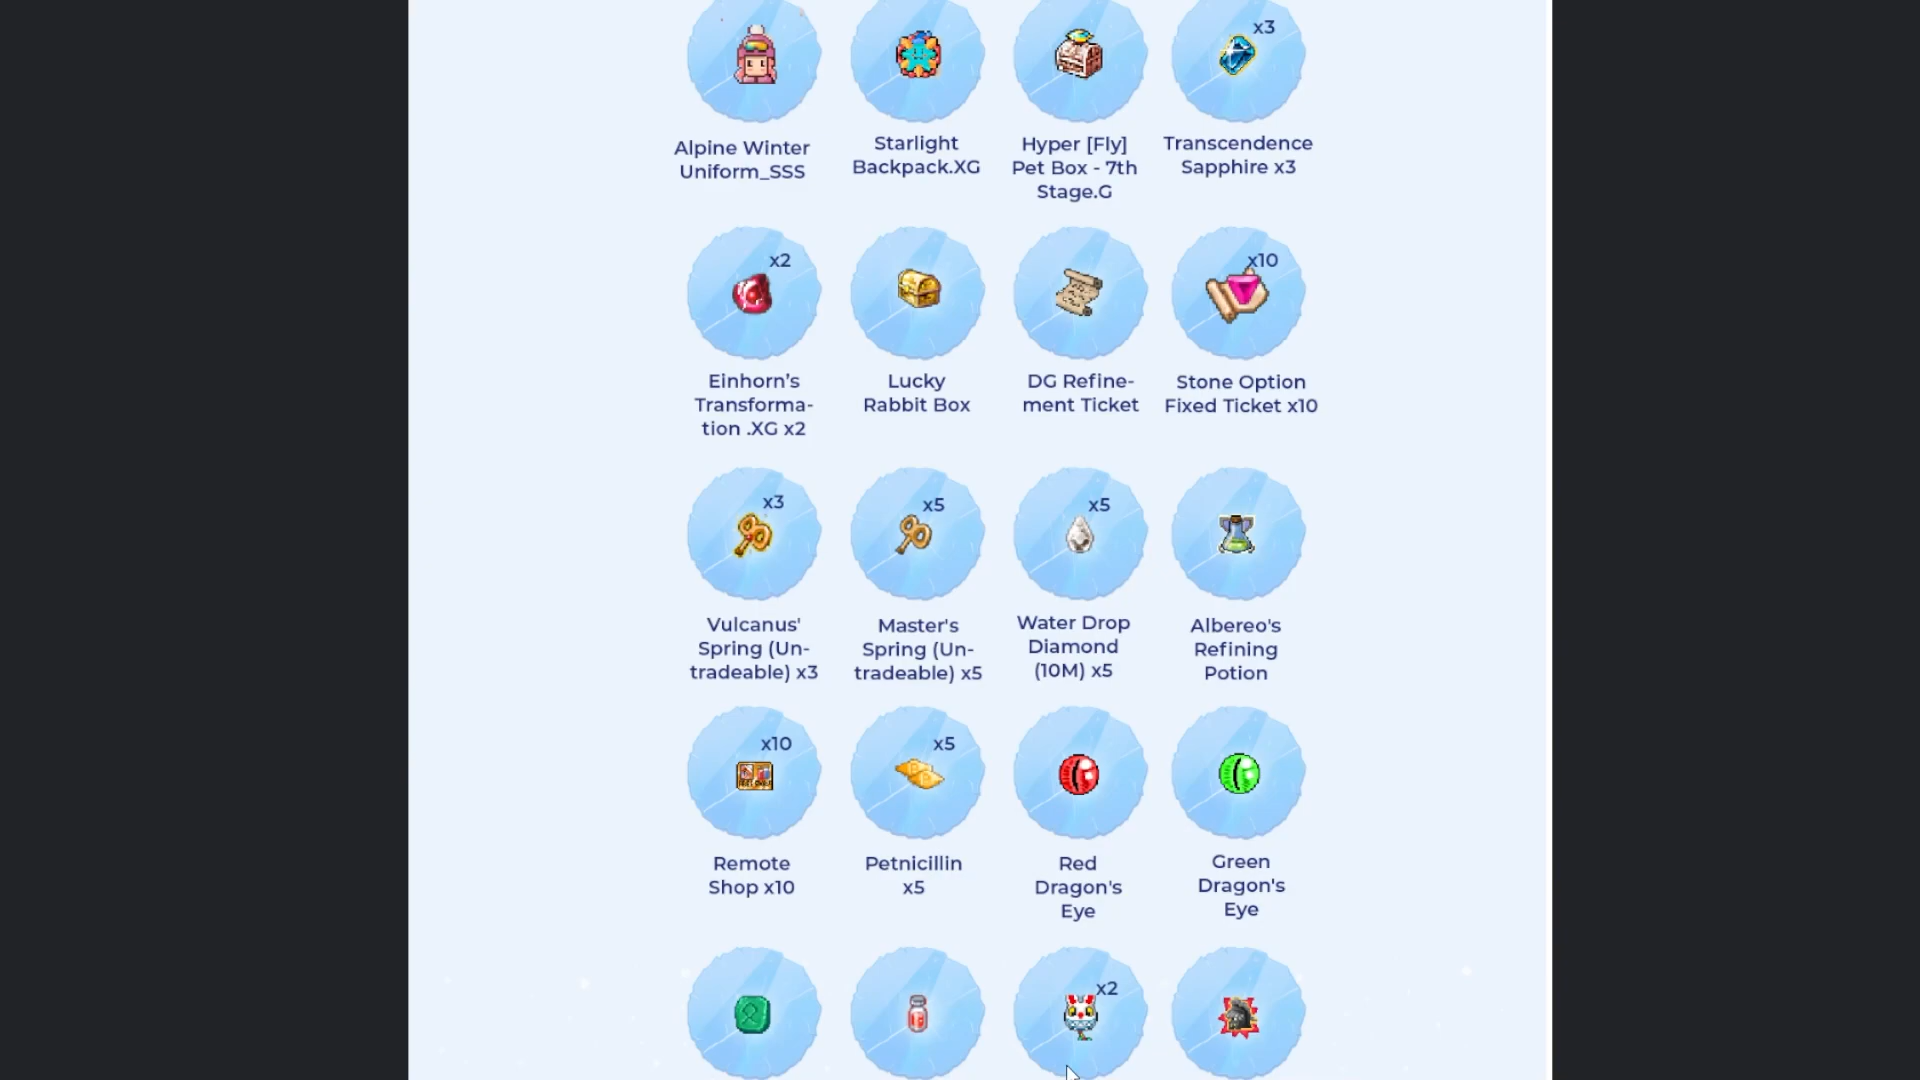 x3
Alpine Winter
Uniform_SSS
Starlight
Backpack.XG
Hyper [Fly]
Pet Box - 7th
Stage.G
Transcendence
Sapphire x3
x2
x10
Einhorn’s
Transforma-
tion .XG x2
Lucky
Rabbit Box
DG Refine-
ment Ticket
Stone Option
Fixed Ticket x10
x3
x5
x5
Vulcanus'
Spring (Un-
tradeable) x3
Master's
Spring (Un-
tradeable) x5
Water Drop
Diamond
(10M) x5
Albereo's
Refining
Potion
x10
x5
Remote
Shop x10
Petnicillin
x5
Red
Dragon's
Eye
Green
Dragon's
Eye
x2